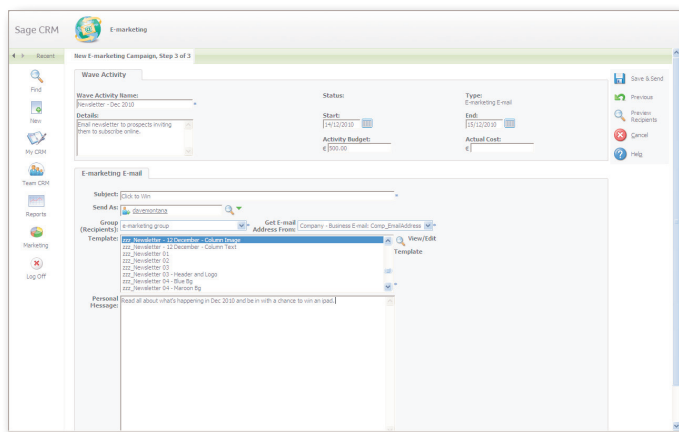 Sage CRM
E-marketing
Recent
New E-marketing Campaign, Step 3 of 3
Find
New
My CRM
Team CRM
Reports
Marketing
Log Off
Wave Activity
Wave Activity Name:
Newsletter - Dec 2010
Status:
Type:
E-marketing E-mail
Details:
Email newsletter to prospects inviting
them to subscribe online.
Start:
14/12/2010
End:
15/12/2010
Activity Budget:
€ 500.00
Actual Cost:
€
Save & Send
Previous
Preview
Recipients
Cancel
Help
E-marketing E-mail
Subject: Click to Win
Send As: davemontana
Group
(Recipients): e-marketing group
Get E-mail
Address From: Company - Business E-mail: Comp_EmailAddress
Template:
zzz_Newsletter - 12 December - Column Image
zzz_Newsletter - 12 December - Column Text
zzz_Newsletter 01
zzz_Newsletter 02
zzz_Newsletter 03
zzz_Newsletter 03 - Header and Logo
zzz_Newsletter 04 - Blue Bg
zzz_Newsletter 04 - Maroon Bg
View/Edit
Template
Personal
Message: Read all about what's happening in Dec 2010 and be in with a chance to win an ipad.